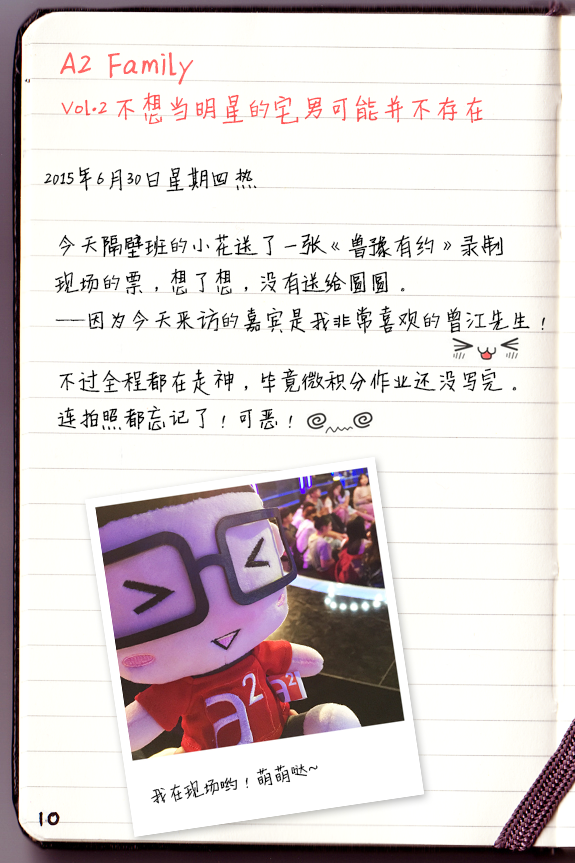 A2 Family
Vol.2 不想当明星的宅男可能并不存在
2015年6月30日星期四 热
今天隔壁班的小花送了一张《鲁豫有约》录制
现场的票，想了想，没有送给圆圆。
——因为今天来访的嘉宾是我非常喜欢的曾江先生！
不过全程都在走神，毕竟微积分作业还没写完。
连拍照都忘记了！可恶！
a²
a²
我在现场哟！萌萌哒~
10